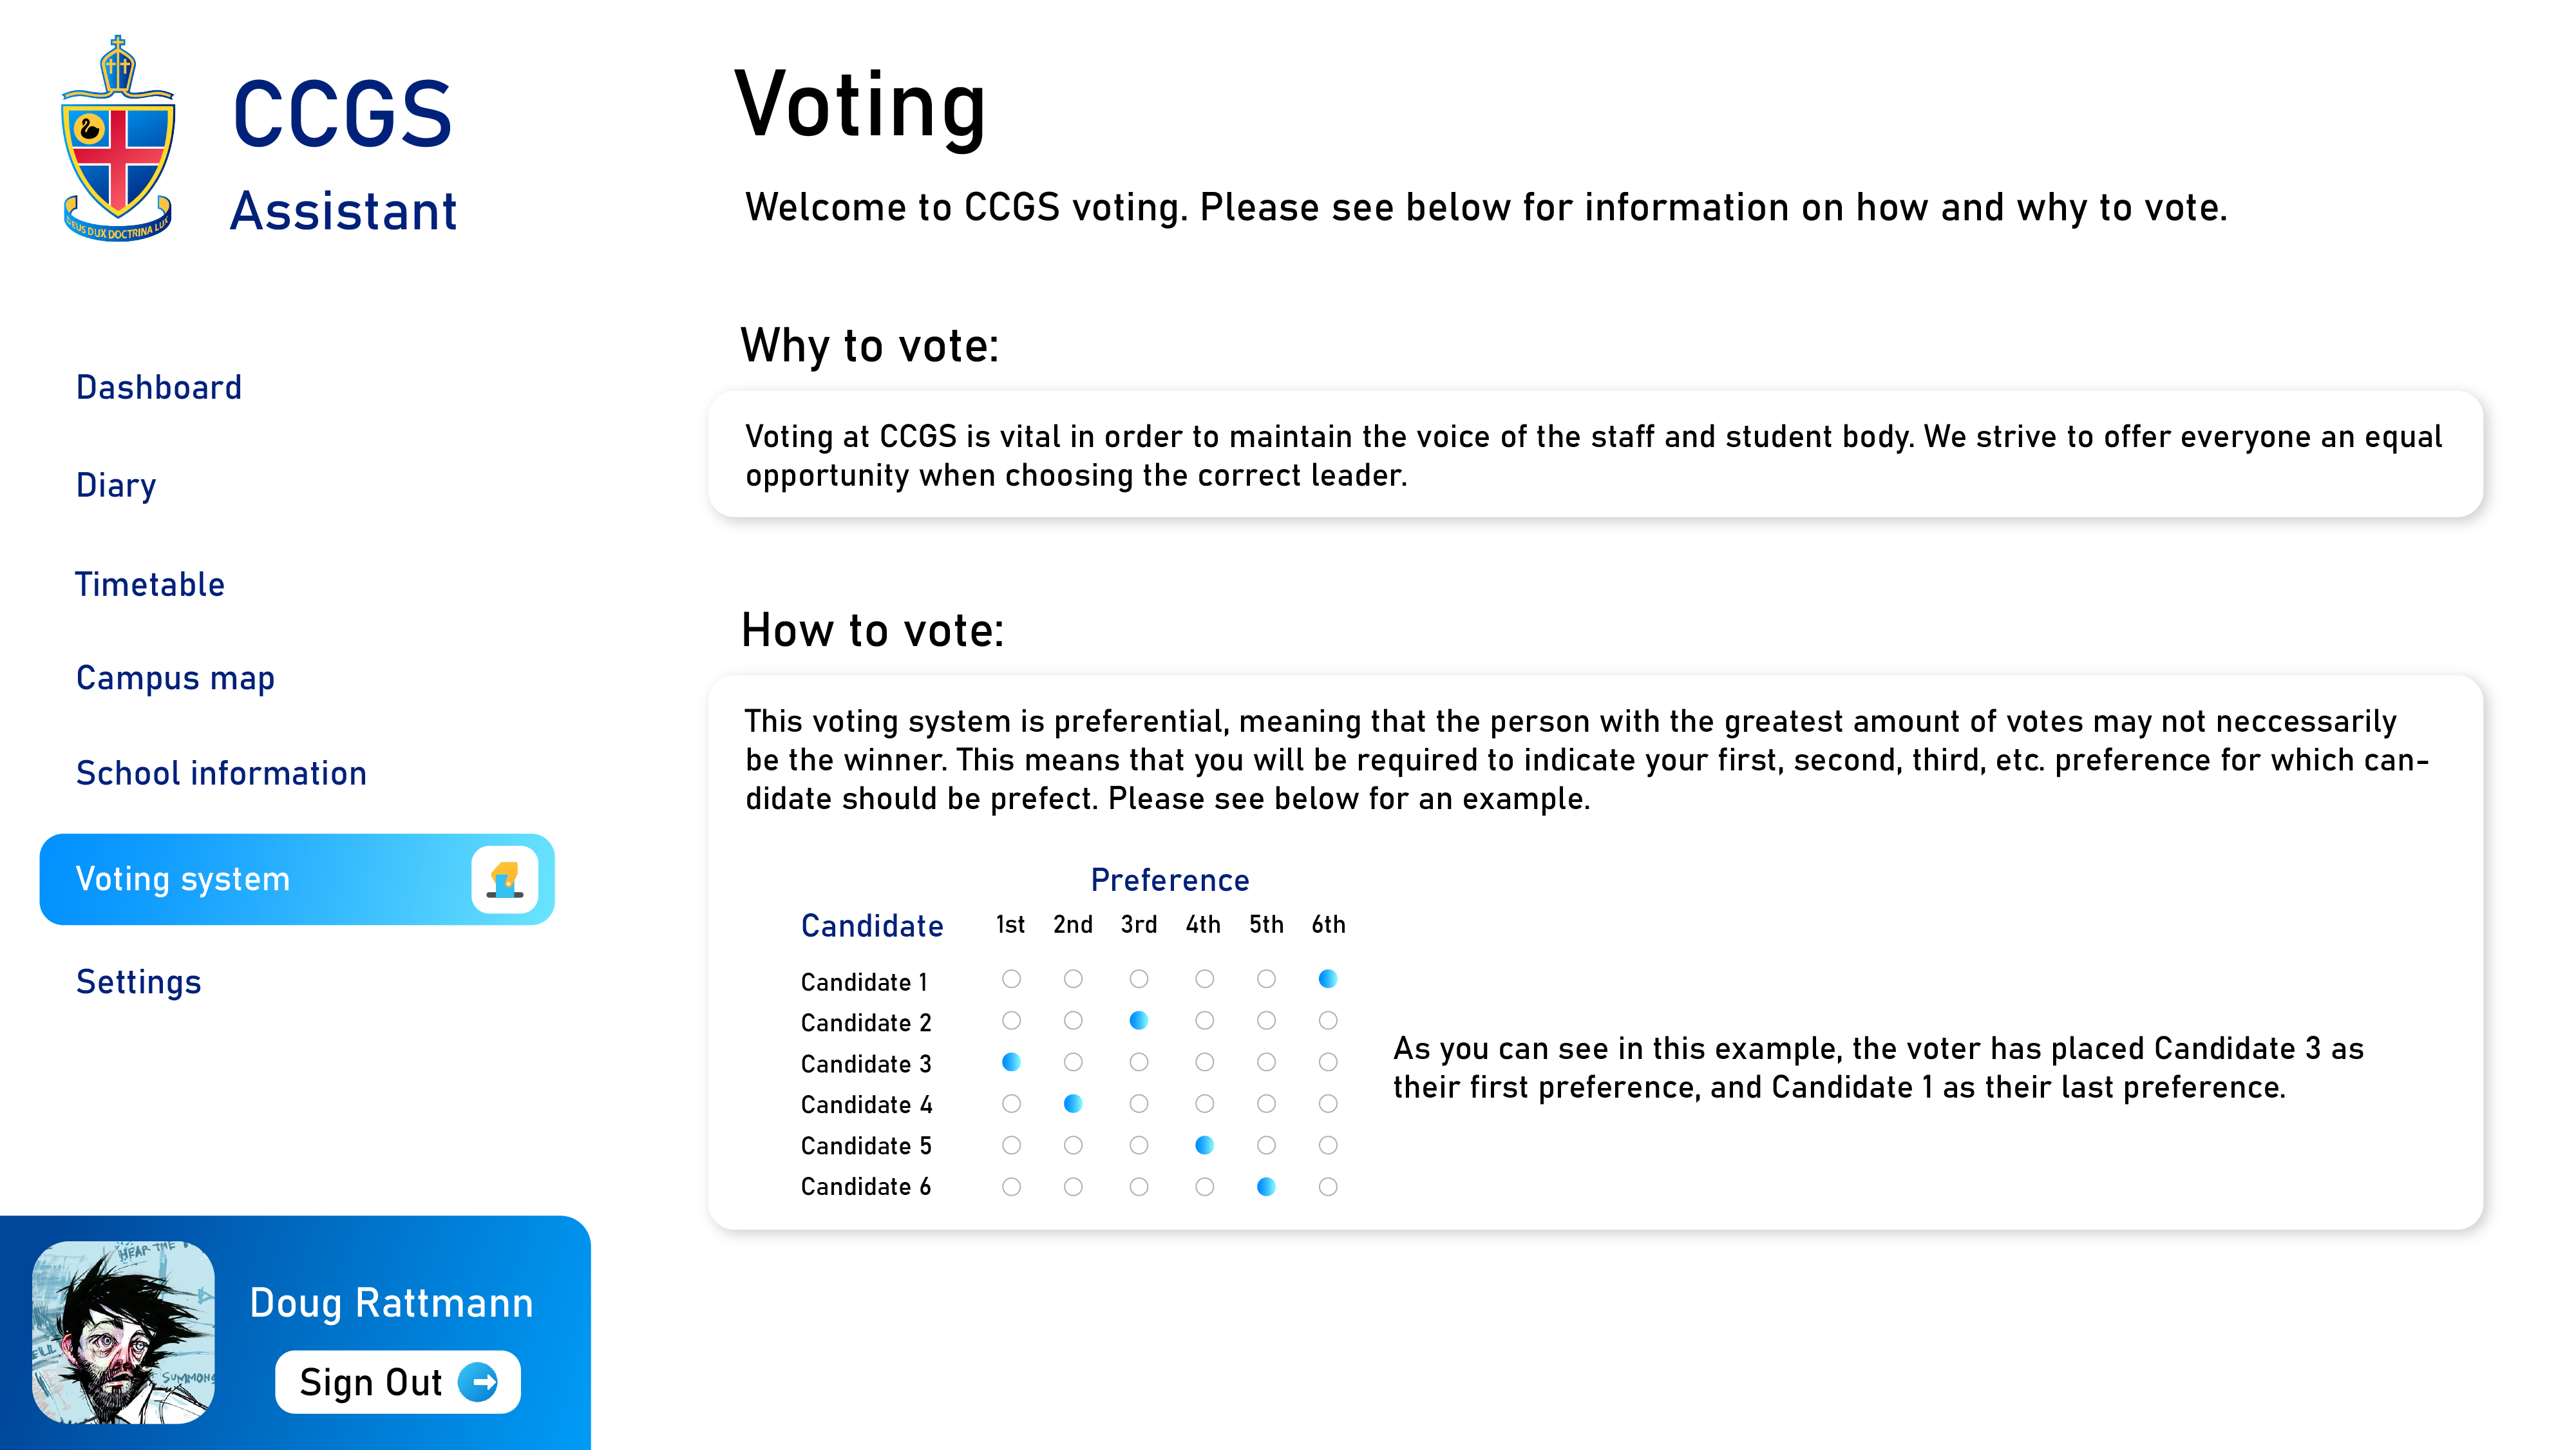 CCGS
Assistant
DEUS DUX DOCTRINA LUX
Dashboard
Diary
Timetable
Campus map
School information
Voting system
Settings
HEAR THE
SUMMONS
Doug Rattmann
Sign Out
Voting
Welcome to CCGS voting. Please see below for information on how and why to vote.
Why to vote:
Voting at CCGS is vital in order to maintain the voice of the staff and student body. We strive to offer everyone an equal
opportunity when choosing the correct leader.
How to vote:
This voting system is preferential, meaning that the person with the greatest amount of votes may not neccessarily
be the winner. This means that you will be required to indicate your first, second, third, etc. preference for which can-
didate should be prefect. Please see below for an example.
Preference
Candidate 1st 2nd 3rd 4th 5th 6th
Candidate 1
Candidate 2
Candidate 3
Candidate 4
Candidate 5
Candidate 6
As you can see in this example, the voter has placed Candidate 3 as
their first preference, and Candidate 1 as their last preference.